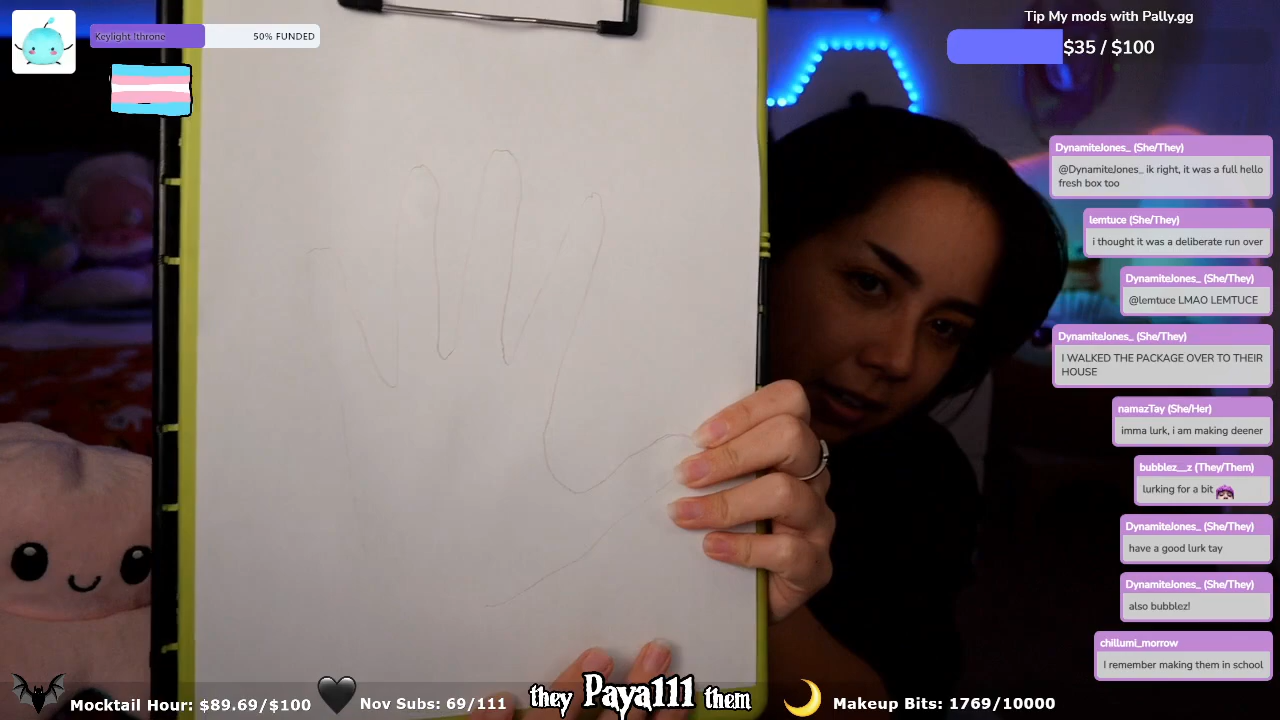 Keylight !throne
50% FUNDED
Tip My mods with Pally.gg
$35 / $100
DynamiteJones_ (She/They)
@DynamiteJones_ ik right, it was a full hello
fresh box too
lemtuce (She/They)
i thought it was a deliberate run over
DynamiteJones_ (She/They)
@lemtuce LMAO LEMTUCE
DynamiteJones_ (She/They)
I WALKED THE PACKAGE OVER TO THEIR
HOUSE
namazTay (She/Her)
imma lurk, i am making deener
bubblez__z (They/Them)
lurking for a bit
DynamiteJones_ (She/They)
have a good lurk tay
DynamiteJones_ (She/They)
also bubblez!
chillumi_morrow
I remember making them in school
Mocktail Hour: $89.69/$100
Nov Subs: 69/111
they Paya111 them
Makeup Bits: 1769/10000